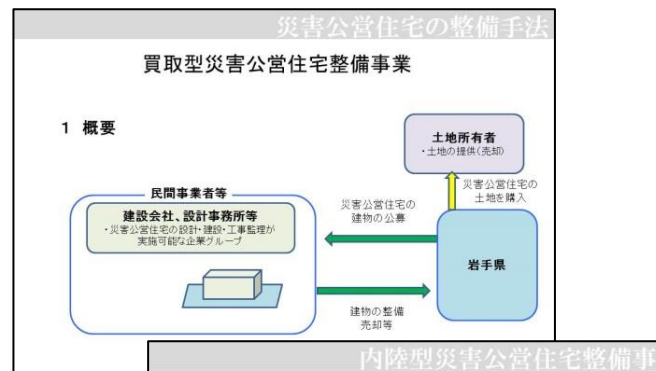 災害公営住宅の整備手法
買取型災害公営住宅整備事業
1 概要
土地所有者
・土地の提供(売却)
災害公営住宅の
土地を購入
民間事業者等
建設会社、設計事務所等
・災害公営住宅の設計・建設・工事監理が
実施可能な企業グループ
災害公営住宅の
建物の公募
岩手県
建物の整備
売却等
内陸型災害公営住宅整備事